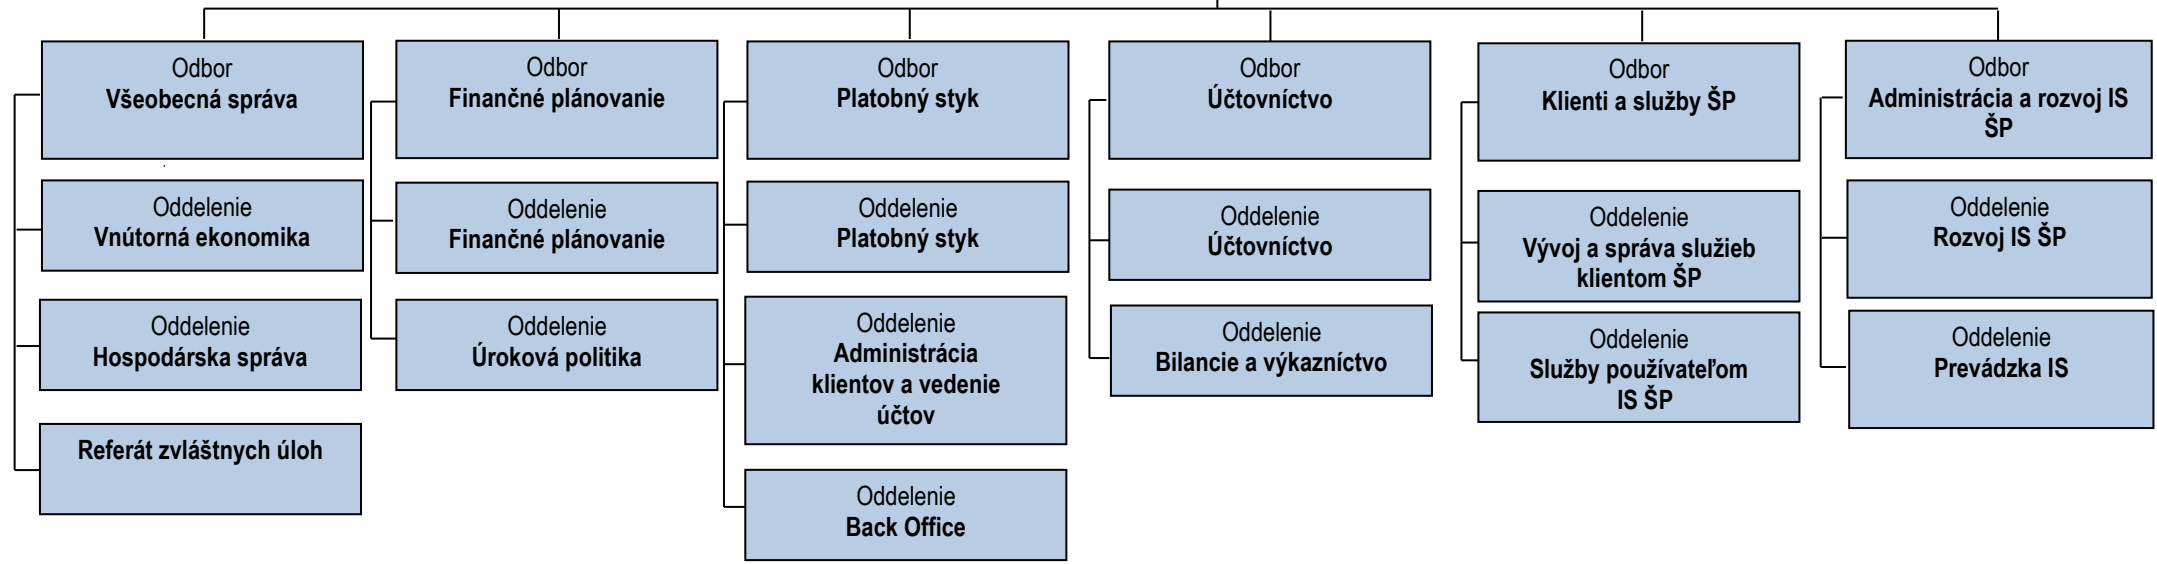 Odbor
Všeobecná správa
Oddelenie
Vnútorná ekonomika
Oddelenie
Hospodárska správa
Referát zvláštnych úloh
Odbor
Finančné plánovanie
Oddelenie
Finančné plánovanie
Oddelenie
Úroková politika
Odbor
Platobný styk
Oddelenie
Platobný styk
Oddelenie
Administrácia
klientov a vedenie
účtov
Oddelenie
Back Office
Odbor
Účtovníctvo
Oddelenie
Účtovníctvo
Oddelenie
Bilancie a výkazníctvo
Odbor
Klienti a služby ŠP
Oddelenie
Vývoj a správa služieb
klientom ŠP
Oddelenie
Služby používateľom
IS ŠP
Odbor
Administrácia a rozvoj IS
ŠP
Oddelenie
Rozvoj IS ŠP
Oddelenie
Prevádzka IS